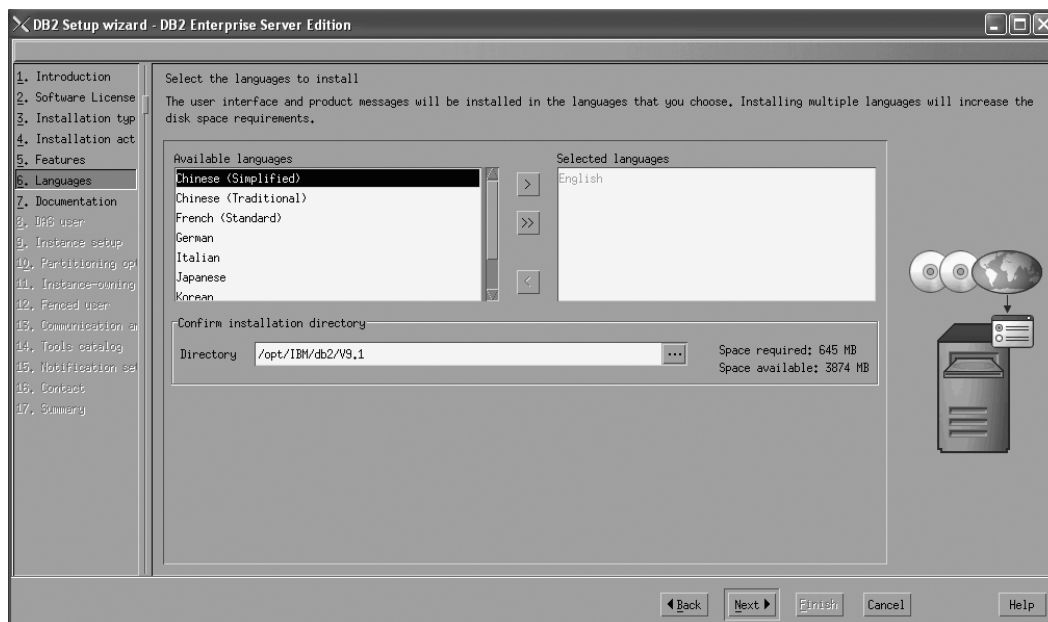 DB2 Setup wizard - DB2 Enterprise Server Edition
1. Introduction
2. Software License
3. Installation typ
4. Installation act
5. Features
6. Languages
7. Documentation
8. DAS user
9. Instance setup
10. Partitioning op
11. Instance-owning
12. Fenced user
13. Communication an
14. Tools catalog
15. Notification se
16. Contact
17. Summary
Select the languages to install
The user interface and product messages will be installed in the languages that you choose. Installing multiple languages will increase the
disk space requirements.
Available languages
Chinese (Simplified)
Chinese (Traditional)
French (Standard)
German
Italian
Japanese
Korean
>
>>
<
Selected languages
English
Confirm installation directory
Directory /opt/IBM/db2/V9.1 ...
Space required: 645 MB
Space available: 3874 MB
Back Next Finish Cancel Help